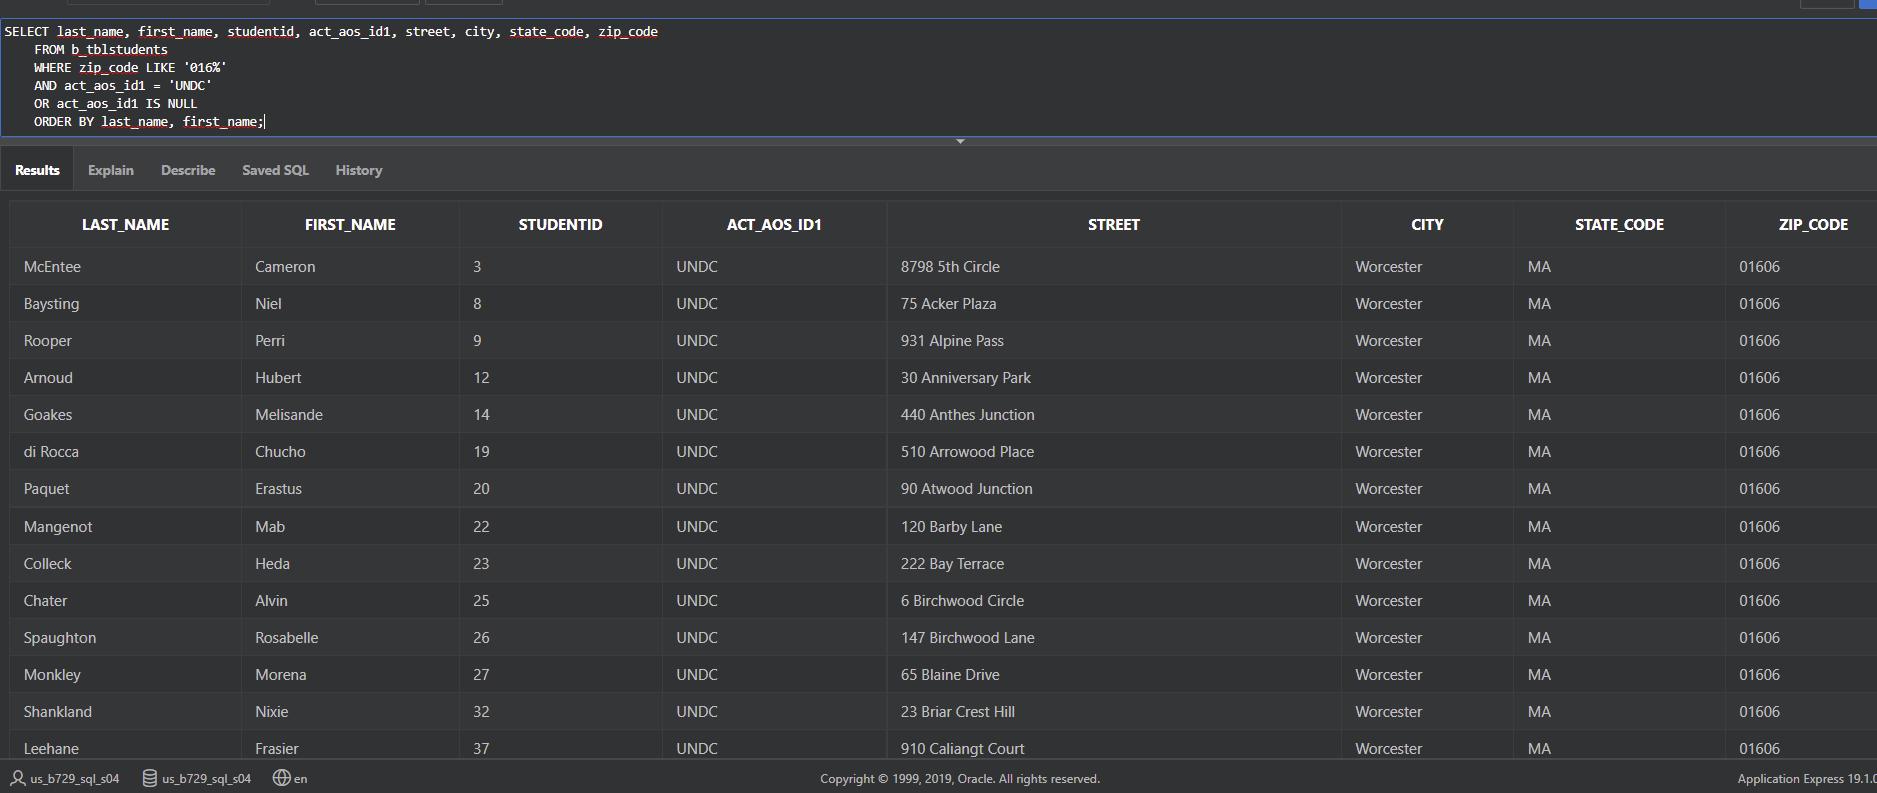 SELECT last_name, first_name, studentid, act_aos_id1, street, city, state_code, zip_code
FROM b_tblstudents
WHERE zip_code LIKE '016%'
AND act_aos_id1 = 'UNDC'
OR act_aos_id1 IS NULL
ORDER BY last_name, first_name;
Results Explain Describe Saved SQL History
LAST_NAME FIRST_NAME STUDENTID ACT_AOS_ID1 STREET CITY STATE_CODE ZIP_CODE
McEntee Cameron 3 UNDC 8798 5th Circle Worcester MA 01606
Baysting Niel 8 UNDC 75 Acker Plaza Worcester MA 01606
Rooper Perri 9 UNDC 931 Alpine Pass Worcester MA 01606
Arnoud Hubert 12 UNDC 30 Anniversary Park Worcester MA 01606
Goakes Melisande 14 UNDC 440 Anthes Junction Worcester MA 01606
di Rocca Chucho 19 UNDC 510 Arrowood Place Worcester MA 01606
Paquet Erastus 20 UNDC 90 Atwood Junction Worcester MA 01606
Mangenot Mab 22 UNDC 120 Barby Lane Worcester MA 01606
Colleck Heda 23 UNDC 222 Bay Terrace Worcester MA 01606
Chater Alvin 25 UNDC 6 Birchwood Circle Worcester MA 01606
Spaughton Rosabelle 26 UNDC 147 Birchwood Lane Worcester MA 01606
Monkley Morena 27 UNDC 65 Blaine Drive Worcester MA 01606
Shankland Nixie 32 UNDC 23 Briar Crest Hill Worcester MA 01606
Leehane Frasier 37 UNDC 910 Caliangt Court Worcester MA 01606
us_b729_sql_s04 us_b729_sql_s04 en Copyright © 1999, 2019, Oracle. All rights reserved. Application Express 19.1.0